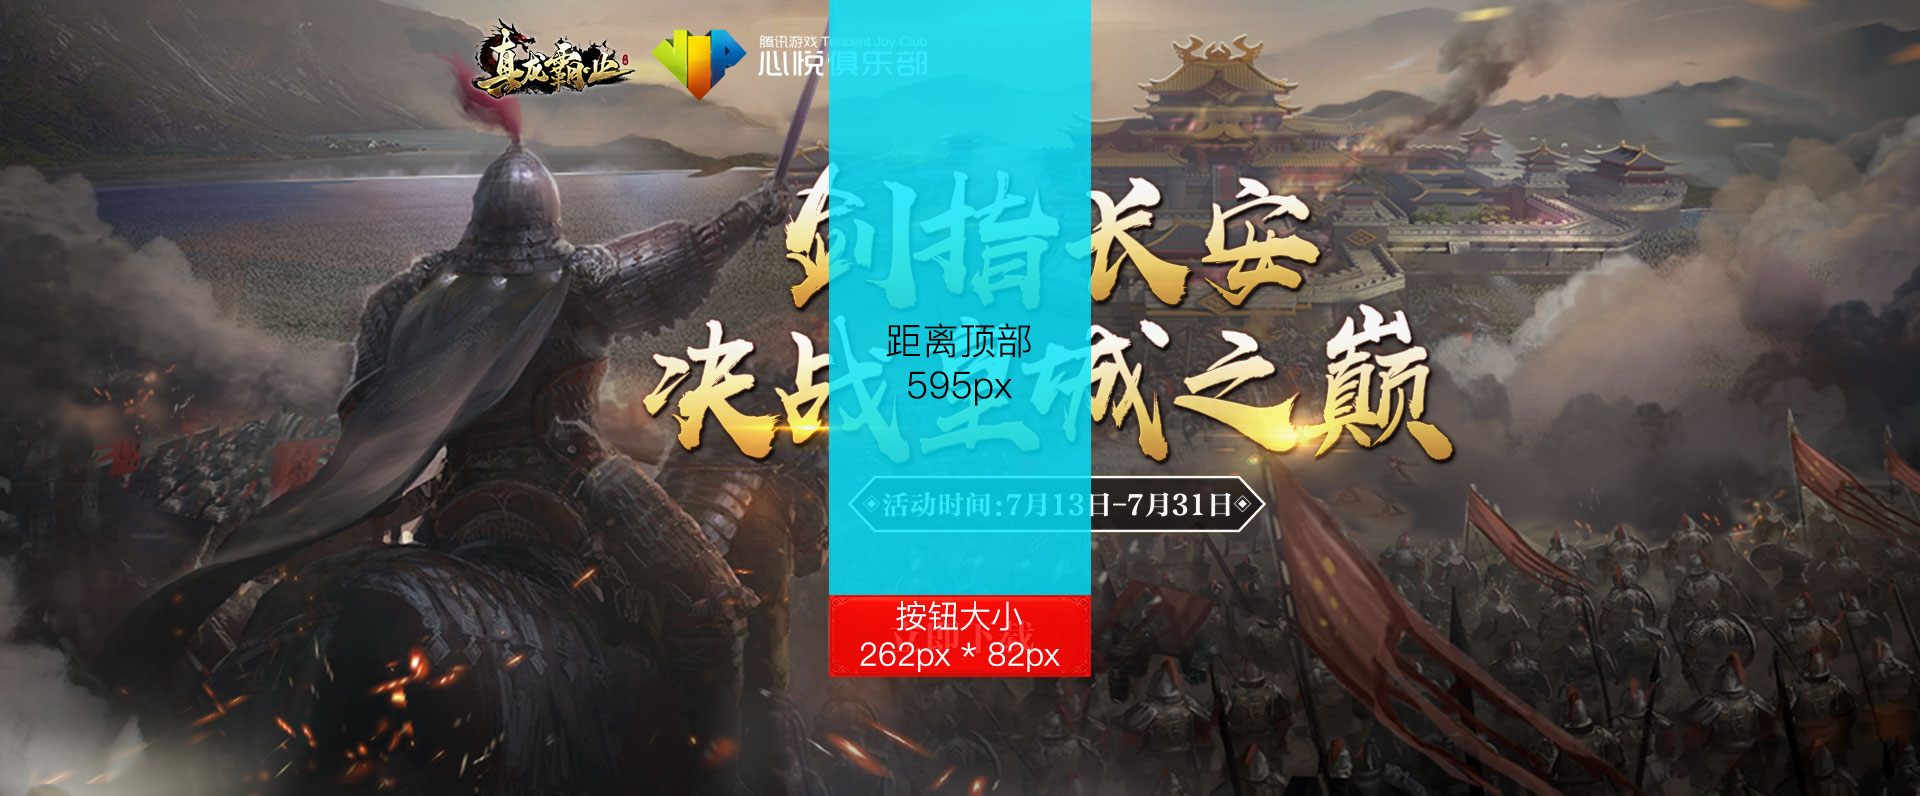 真龙霸业
VIP
腾讯游戏 Tencent Joy Club
心悦俱乐部
剑指长安
决战皇城之巅
距离顶部
595px
活动时间:7月13日-7月31日
按钮大小
262px * 82px